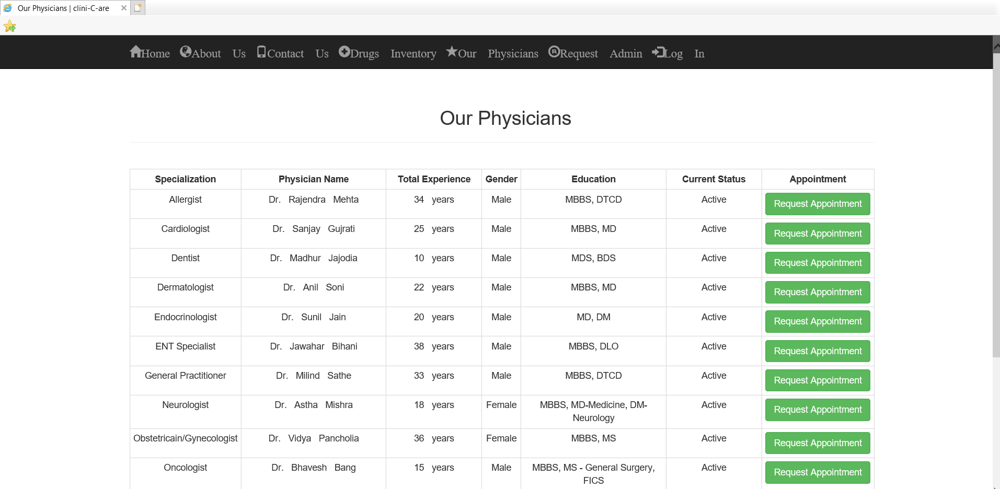 Our Physicians | clini-C-are
Home About Us Contact Us Drugs Inventory Our Physicians Request Admin Log In
Our Physicians
Specialization Physician Name Total Experience Gender Education Current Status Appointment
Allergist Dr. Rajendra Mehta 34 years Male MBBS, DTCD Active Request Appointment
Cardiologist Dr. Sanjay Gujrati 25 years Male MBBS, MD Active Request Appointment
Dentist Dr. Madhur Jajodia 10 years Male MDS, BDS Active Request Appointment
Dermatologist Dr. Anil Soni 22 years Male MBBS, MD Active Request Appointment
Endocrinologist Dr. Sunil Jain 20 years Male MD, DM Active Request Appointment
ENT Specialist Dr. Jawahar Bihani 38 years Male MBBS, DLO Active Request Appointment
General Practitioner Dr. Milind Sathe 33 years Male MBBS, DTCD Active Request Appointment
Neurologist Dr. Astha Mishra 18 years Female MBBS, MD-Medicine, DM- Active Request Appointment
Neurology
Obstetricain/Gynecologist Dr. Vidya Pancholia 36 years Female MBBS, MS Active Request Appointment
Oncologist Dr. Bhavesh Bang 15 years Male MBBS, MS - General Surgery, Active Request Appointment
FICS